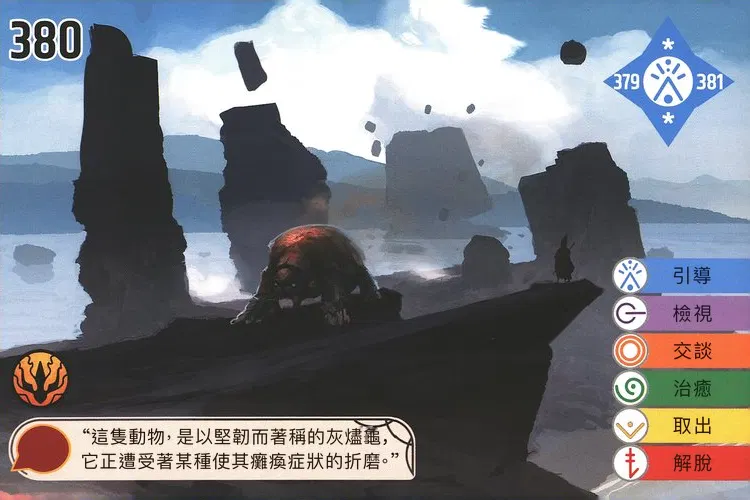 380
*
379 381
*
引導
檢視
交談
治癒
取出
解脫
“這隻動物，是以堅韌而著稱的灰燼龜，
它正遭受著某種使其癱瘓症狀的折磨。”